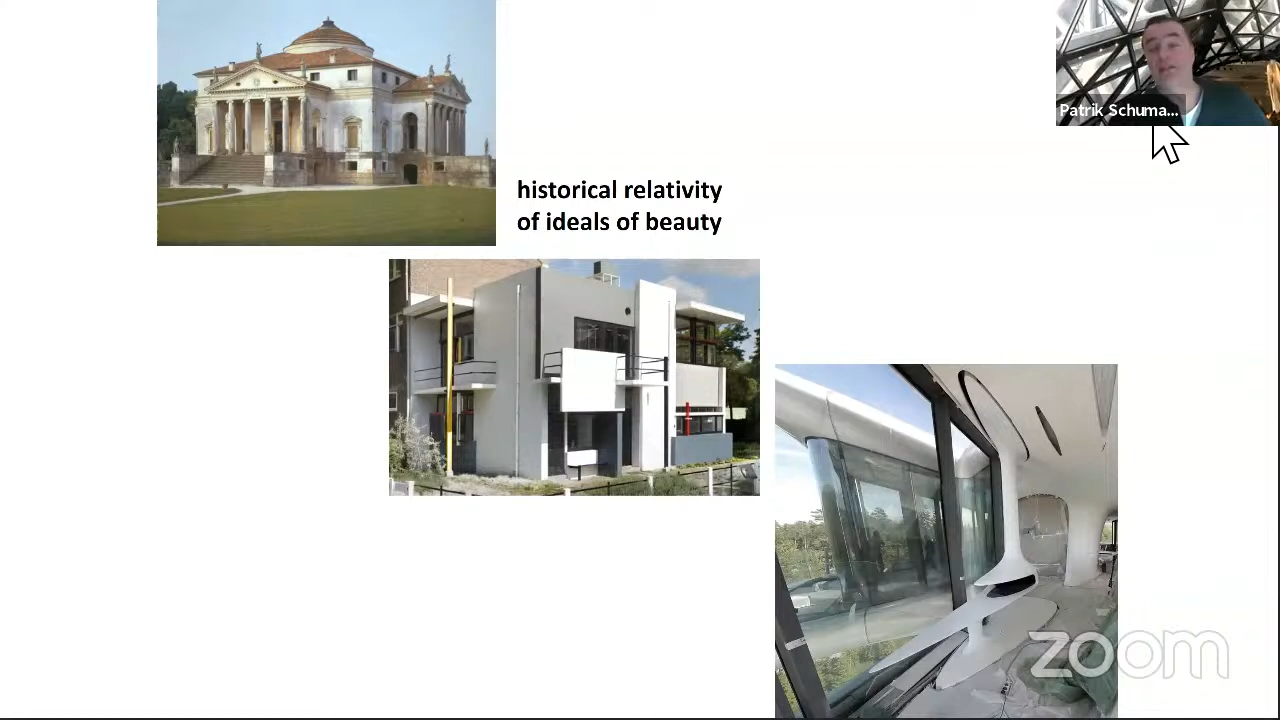 Patrik Schuma...
historical relativity
of ideals of beauty
zoom